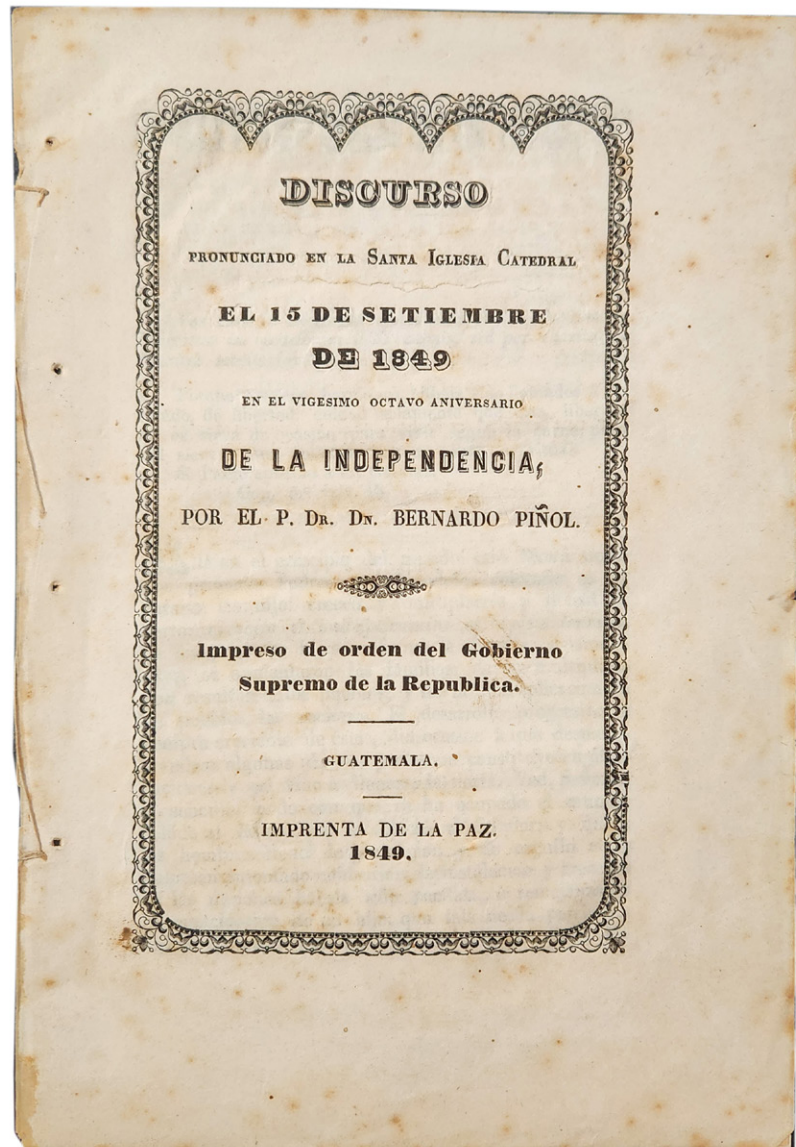 DISCURSO
PRONUNCIADO EN LA SANTA IGLESIA CATEDRAL
EL 15 DE SETIEMBRE
DE 1849
EN EL VIGESIMO OCTAVO ANIVERSARIO
DE LA INDEPENDENCIA,
POR EL P. DR. DN. BERNARDO PIÑOL.
Impreso de orden del Gobierno
Supremo de la Republica.
GUATEMALA.
IMPRENTA DE LA PAZ.
1849.